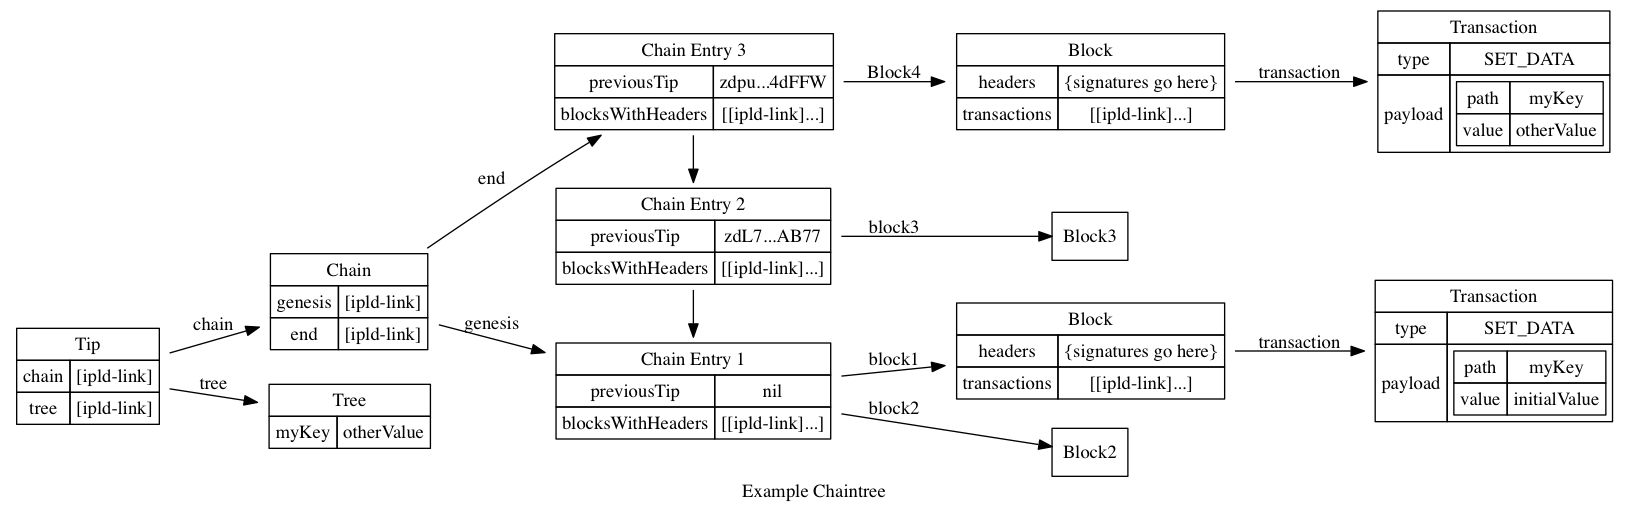 Tip
chain [ipld-link]
tree [ipld-link]
chain
tree
Chain
genesis [ipld-link]
end [ipld-link]
Tree
myKey otherValue
end
genesis
Chain Entry 3
previousTip zdpu...4dFFW
blocksWithHeaders [[ipld-link]...]
Chain Entry 2
previousTip zdL7...AB77
blocksWithHeaders [[ipld-link]...]
Chain Entry 1
previousTip nil
blocksWithHeaders [[ipld-link]...]
Block4
block3
block1
block2
Block
headers {signatures go here}
transactions [[ipld-link]...]
Block3
Block
headers {signatures go here}
transactions [[ipld-link]...]
Block2
transaction
transaction
Transaction
type SET_DATA
payload
path myKey
value otherValue
Transaction
type SET_DATA
payload
path myKey
value initialValue
Example Chaintree